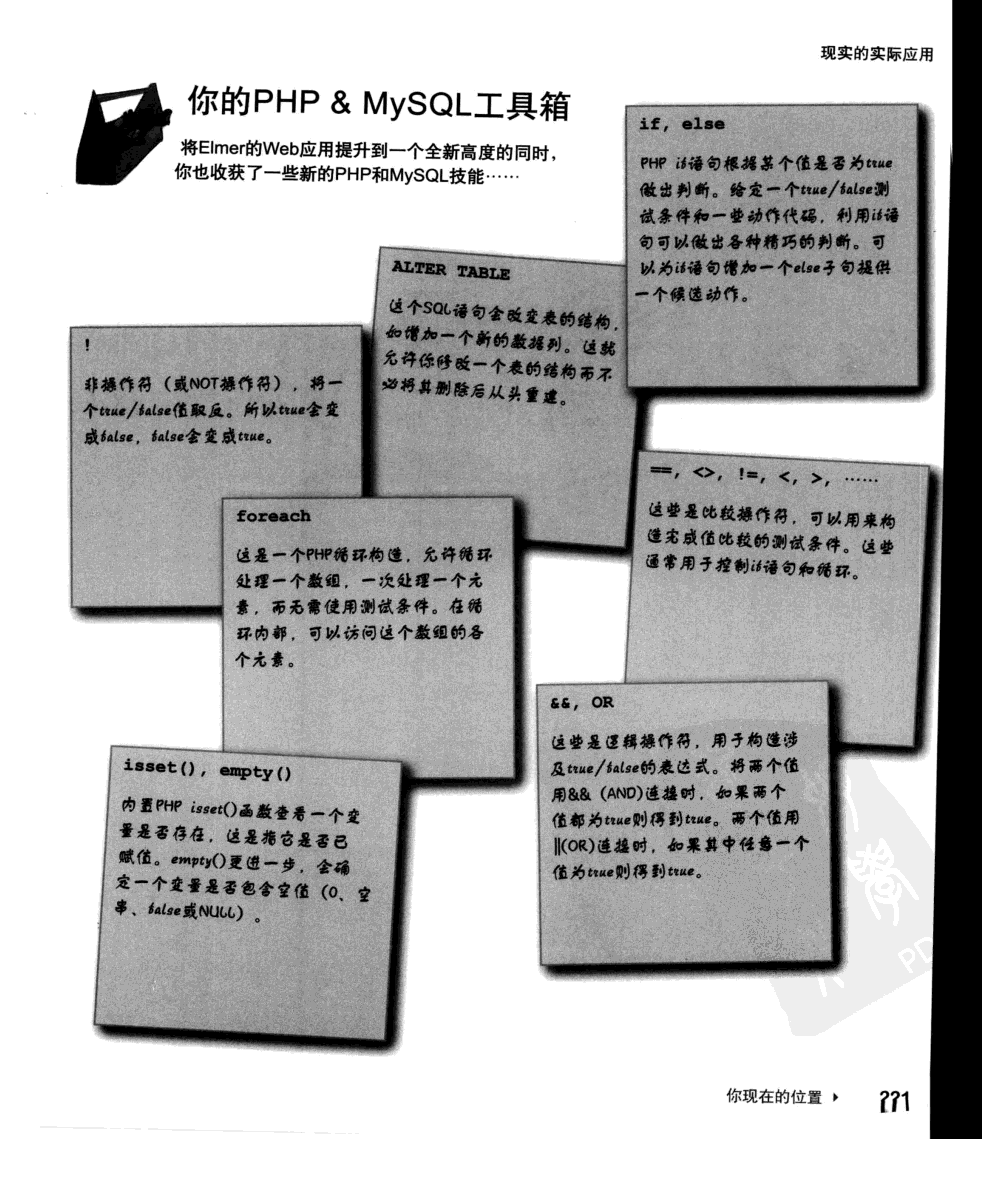 现实的实际应用
你的PHP & MySQL工具箱
将Elmer的Web应用提升到一个全新高度的同时，
你也收获了一些新的PHP和MySQL技能……
if, else
PHP if语句根据某个值是否为true
做出判断。给定一个true/false测
试条件和一些动作代码，利用if语
句可以做出各种精巧的判断。可
以为if语句增加一个else子句提供
一个候选动作。
ALTER TABLE
这个SQL语句会改变表的结构，
如增加一个新的数据列。这就
允许你修改一个表的结构而不
必将其删除后从头重建。
!
非操作符（或NOT操作符），将一
个true/false值取反。所以true会变
成false，false会变成true。
==, <>, !=, <, >, ……
这些是比较操作符，可以用来构
造完成值比较的测试条件。这些
通常用于控制if语句和循环。
foreach
这是一个PHP循环构造，允许循环
处理一个数组，一次处理一个元
素，而无需使用测试条件。在循
环内部，可以访问这个数组的各
个元素。
&&, OR
这些是逻辑操作符，用于构造涉
及true/false的表达式。将两个值
用&& (AND)连接时，如果两个
值都为true则得到true。两个值用
||(OR)连接时，如果其中任意一个
值为true则得到true。
isset(), empty()
内置PHP isset()函数查看一个变
量是否存在，这是指它是否已
赋值。empty()更进一步，会确
定一个变量是否包含空值（0、空
串、false或NULL）。
你现在的位置 ▸